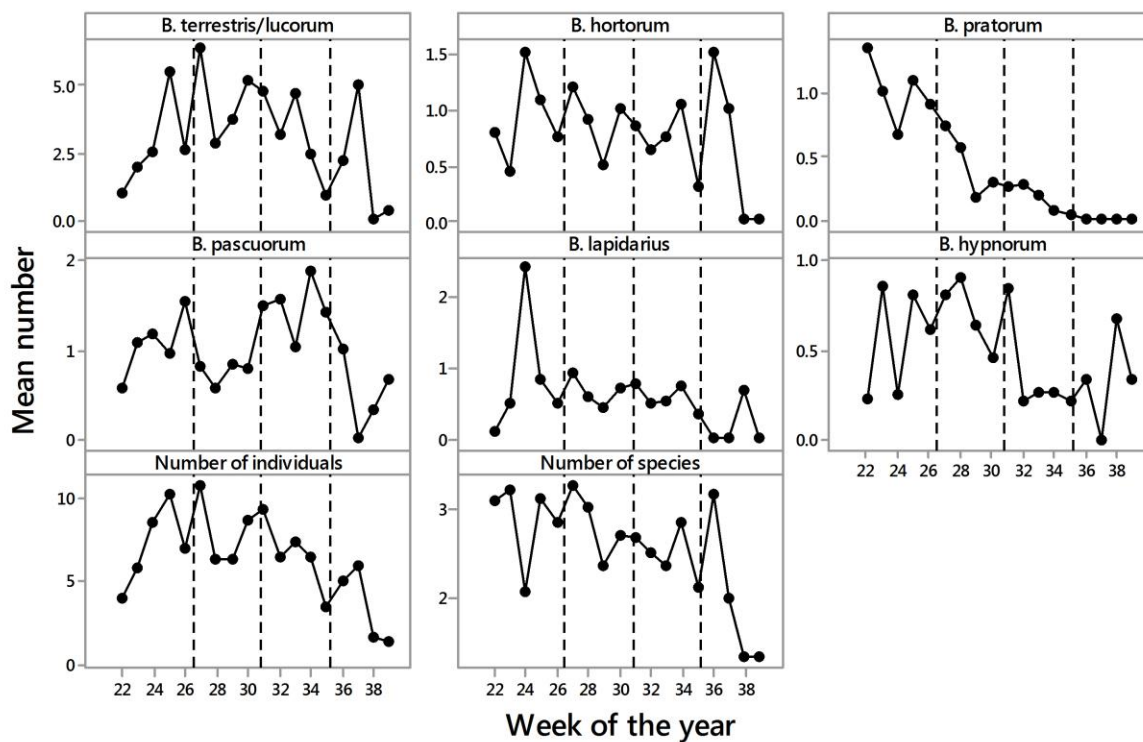 B. terrestris/lucorum
B. hortorum
B. pratorum
5.0
2.5
0.0
1.5
1.0
0.5
0.0
1.0
0.5
0.0
B. pascuorum
B. lapidarius
B. hypnorum
2
1
0
2
1
0
1.0
0.5
0.0
22 24 26 28 30 32 34 36 38
Number of individuals
Number of species
10
5
0
3
2
22 24 26 28 30 32 34 36 38
22 24 26 28 30 32 34 36 38
Mean number
Week of the year